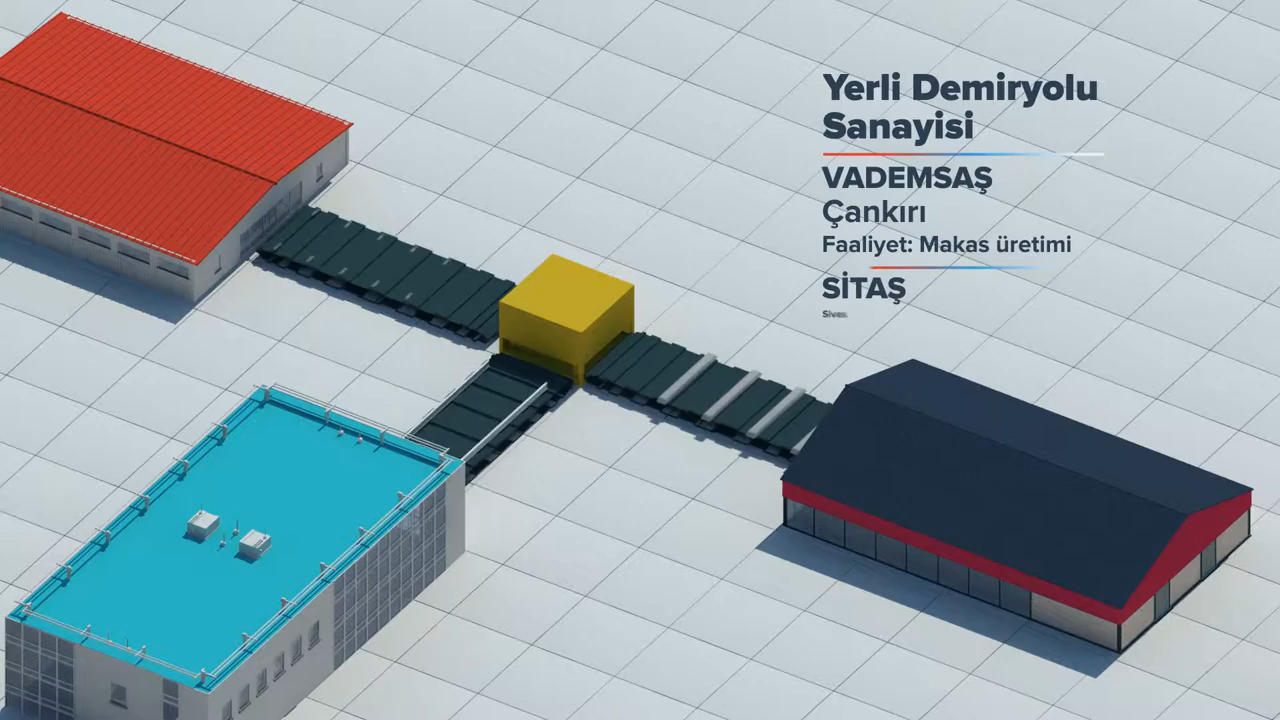 Yerli Demiryolu
Sanayisi
VADEMSAŞ
Çankırı
Faaliyet: Makas üretimi
SİTAŞ